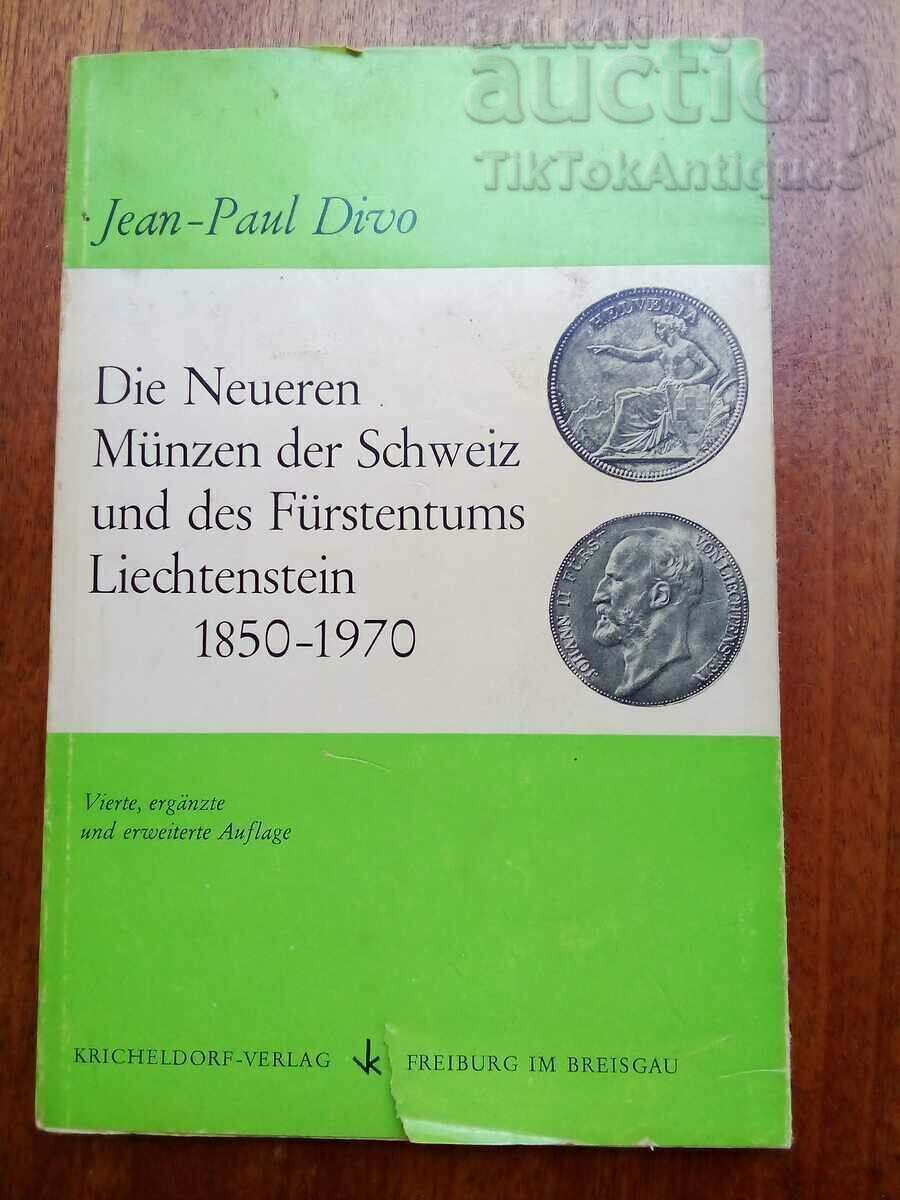 BALKAN
auction
TikTokAntiques
Jean-Paul Divo
HELVETIA
Die Neueren
Münzen der Schweiz
und des Fürstentums
Liechtenstein
1850-1970
JOHANN II FÜRST VON LIECHTENSTEIN
Vierte, ergänzte
und erweiterte Auflage
KRICHELDORF-VERLAG FREIBURG IM BREISGAU